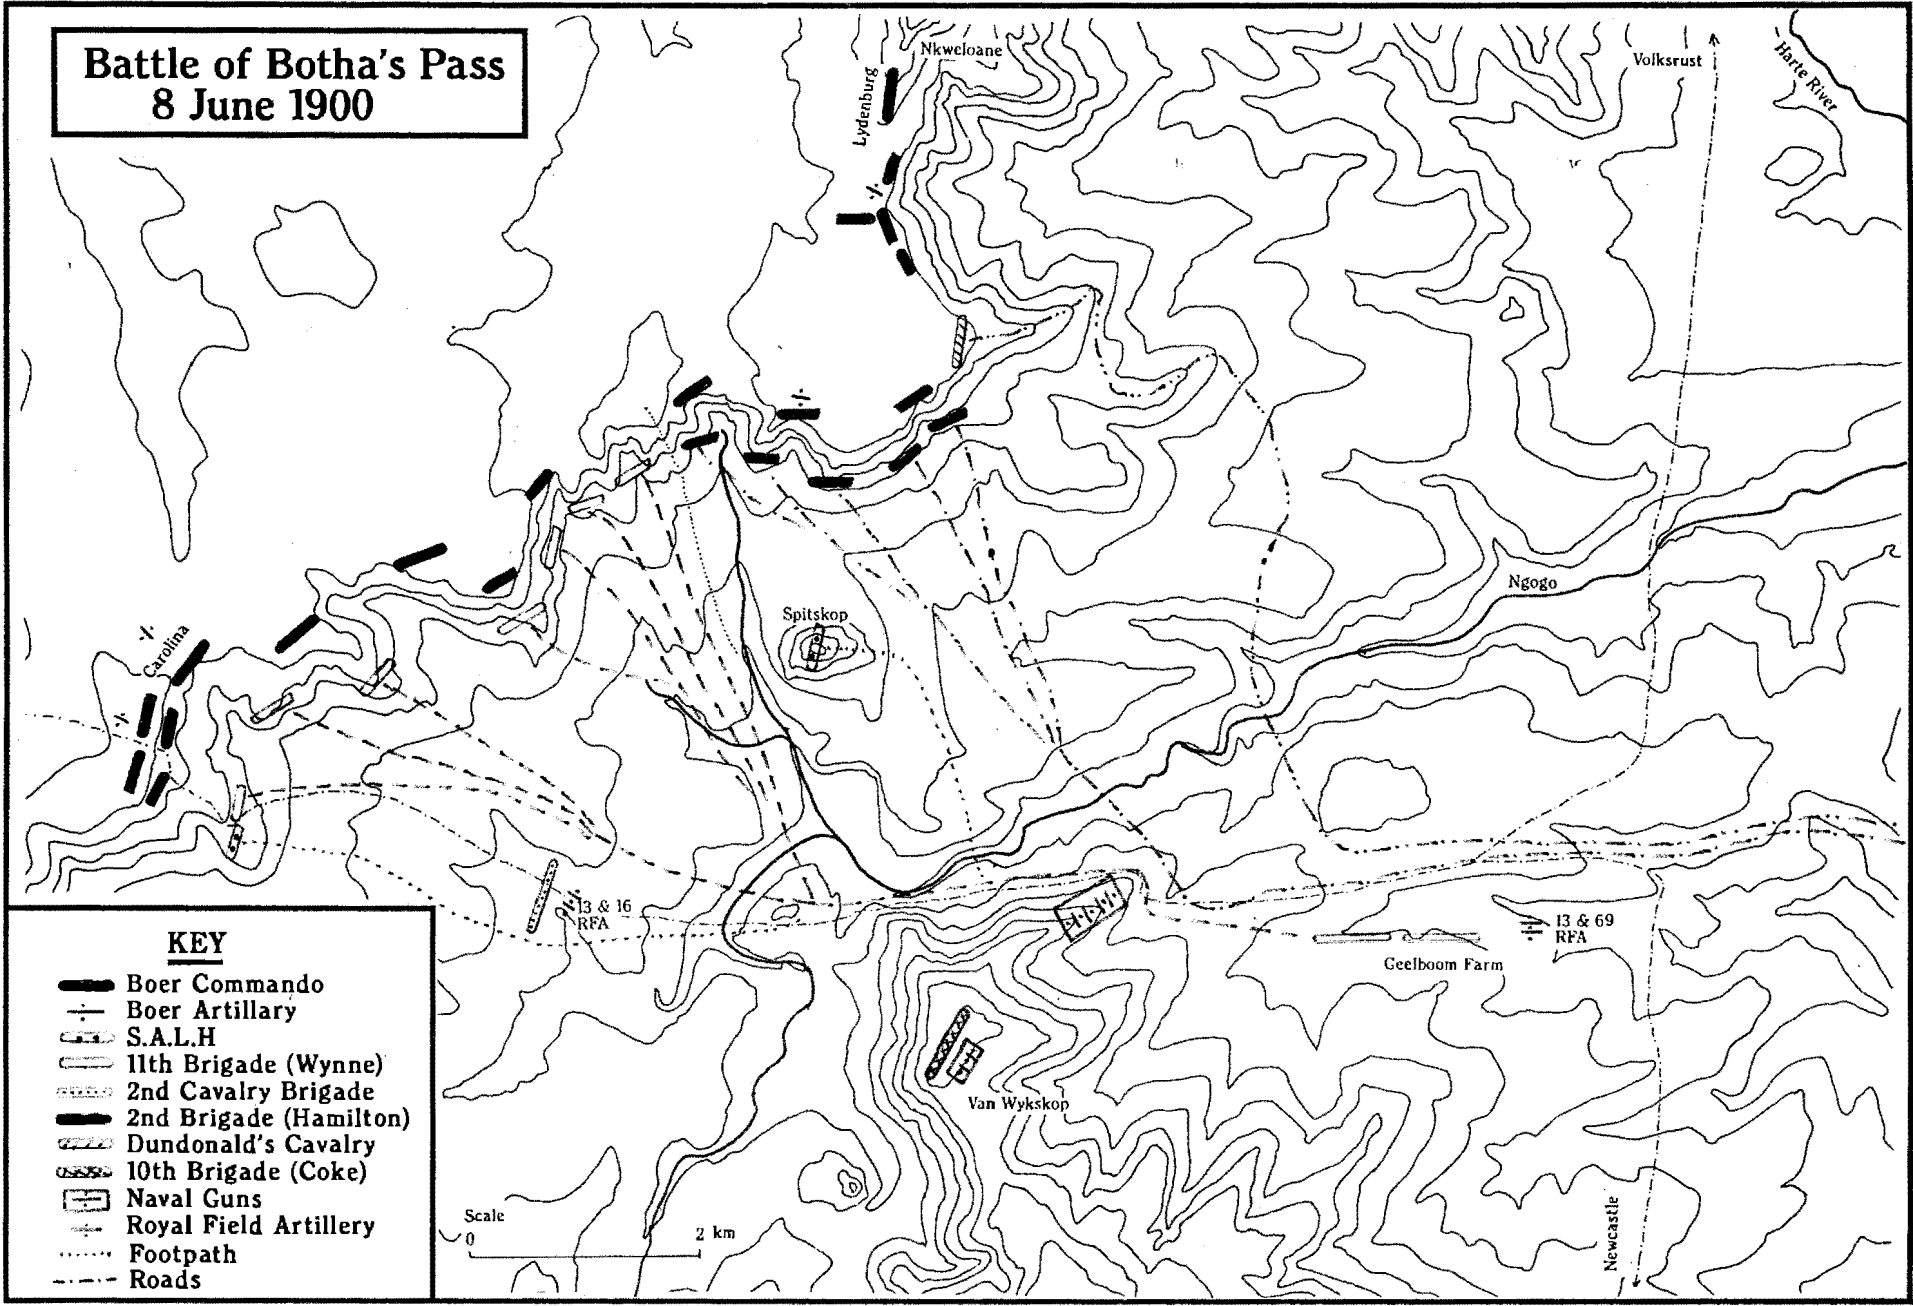 Battle of Botha's Pass
8 June 1900
Nkweloane
Volksrust
Harte River
Lydenburg
Ngogo
Spitskop
Carolina
13 & 16
RFA
13 & 69
RFA
Geelboom Farm
Van Wykskop
Newcastle
Scale
0
2 km
KEY
Boer Commando
Boer Artillary
S.A.L.H
11th Brigade (Wynne)
2nd Cavalry Brigade
2nd Brigade (Hamilton)
Dundonald's Cavalry
10th Brigade (Coke)
Naval Guns
Royal Field Artillery
Footpath
Roads